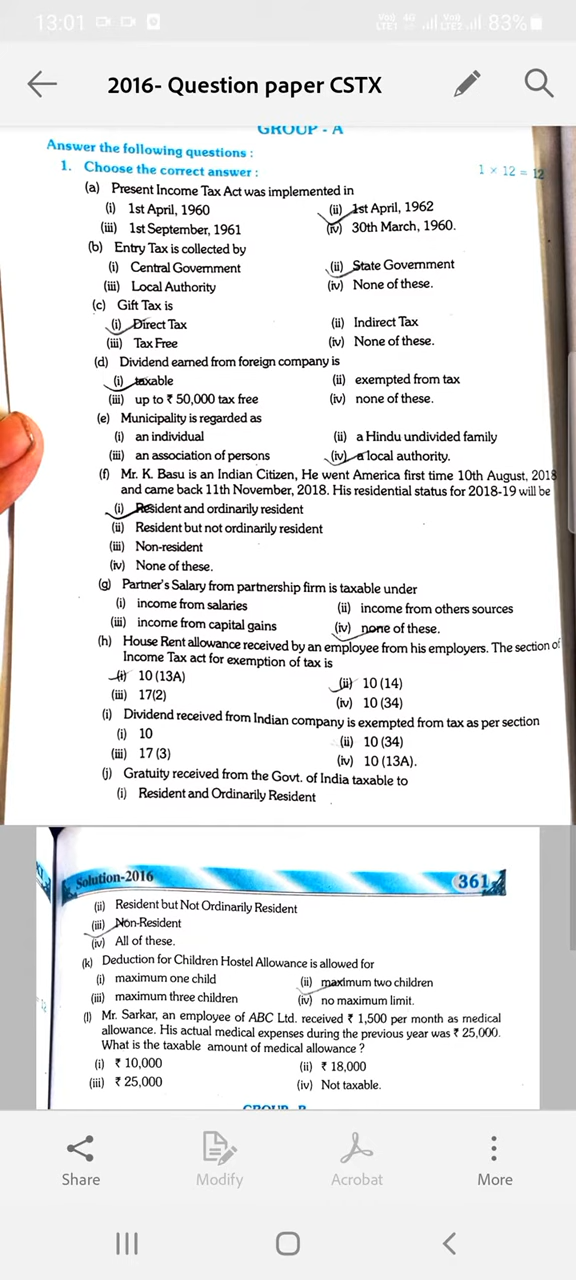 13:01
83%
2016- Question paper CSTX
GROUP - A
Answer the following questions :
1. Choose the correct answer :
1 × 12 = 12
(a) Present Income Tax Act was implemented in
(i) 1st April, 1960 (ii) 1st April, 1962
(iii) 1st September, 1961 (iv) 30th March, 1960.
(b) Entry Tax is collected by
(i) Central Government (ii) State Government
(iii) Local Authority (iv) None of these.
(c) Gift Tax is
(i) Direct Tax (ii) Indirect Tax
(iii) Tax Free (iv) None of these.
(d) Dividend earned from foreign company is
(i) taxable (ii) exempted from tax
(iii) up to ₹ 50,000 tax free (iv) none of these.
(e) Municipality is regarded as
(i) an individual (ii) a Hindu undivided family
(iii) an association of persons (iv) a local authority.
(f) Mr. K. Basu is an Indian Citizen, He went America first time 10th August, 2018
and came back 11th November, 2018. His residential status for 2018-19 will be
(i) Resident and ordinarily resident
(ii) Resident but not ordinarily resident
(iii) Non-resident
(iv) None of these.
(g) Partner's Salary from partnership firm is taxable under
(i) income from salaries (ii) income from others sources
(iii) income from capital gains (iv) none of these.
(h) House Rent allowance received by an employee from his employers. The section of
Income Tax act for exemption of tax is
(i) 10 (13A) (ii) 10 (14)
(iii) 17(2) (iv) 10 (34)
(i) Dividend received from Indian company is exempted from tax as per section
(i) 10 (ii) 10 (34)
(iii) 17 (3) (iv) 10 (13A).
(j) Gratuity received from the Govt. of India taxable to
(i) Resident and Ordinarily Resident
Solution-2016 361
(ii) Resident but Not Ordinarily Resident
(iii) Non-Resident
(iv) All of these.
(k) Deduction for Children Hostel Allowance is allowed for
(i) maximum one child (ii) maximum two children
(iii) maximum three children (iv) no maximum limit.
(l) Mr. Sarkar, an employee of ABC Ltd. received ₹ 1,500 per month as medical
allowance. His actual medical expenses during the previous year was ₹ 25,000.
What is the taxable amount of medical allowance ?
(i) ₹ 10,000 (ii) ₹ 18,000
(iii) ₹ 25,000 (iv) Not taxable.
Share Modify Acrobat More